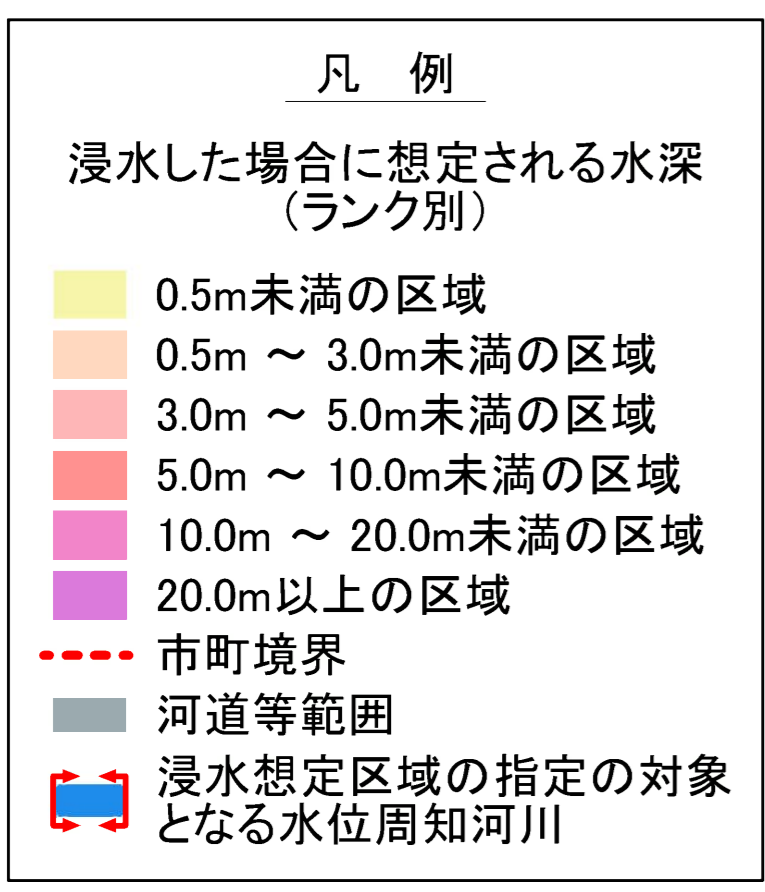 凡　例
浸水した場合に想定される水深
（ランク別）
0.5m未満の区域
0.5m ～ 3.0m未満の区域
3.0m ～ 5.0m未満の区域
5.0m ～ 10.0m未満の区域
10.0m ～ 20.0m未満の区域
20.0m以上の区域
市町境界
河道等範囲
浸水想定区域の指定の対象
となる水位周知河川